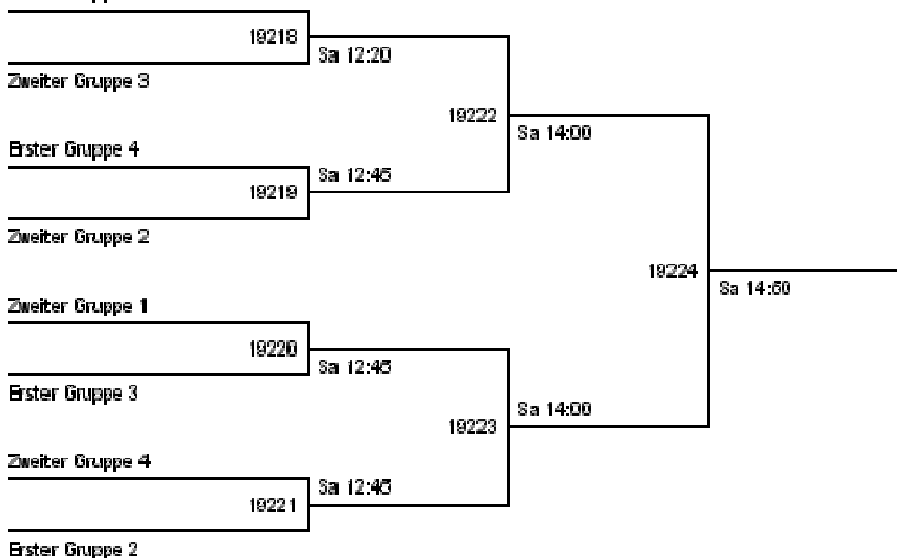 19218
Sa 12:20
Zweiter Gruppe 3
19222
Sa 14:00
Erster Gruppe 4
Sa 12:45
19219
Zweiter Gruppe 2
19224
Sa 14:50
Zweiter Gruppe 1
19220
Sa 12:45
Erster Gruppe 3
Sa 14:00
19223
Zweiter Gruppe 4
Sa 12:45
19221
Erster Gruppe 2